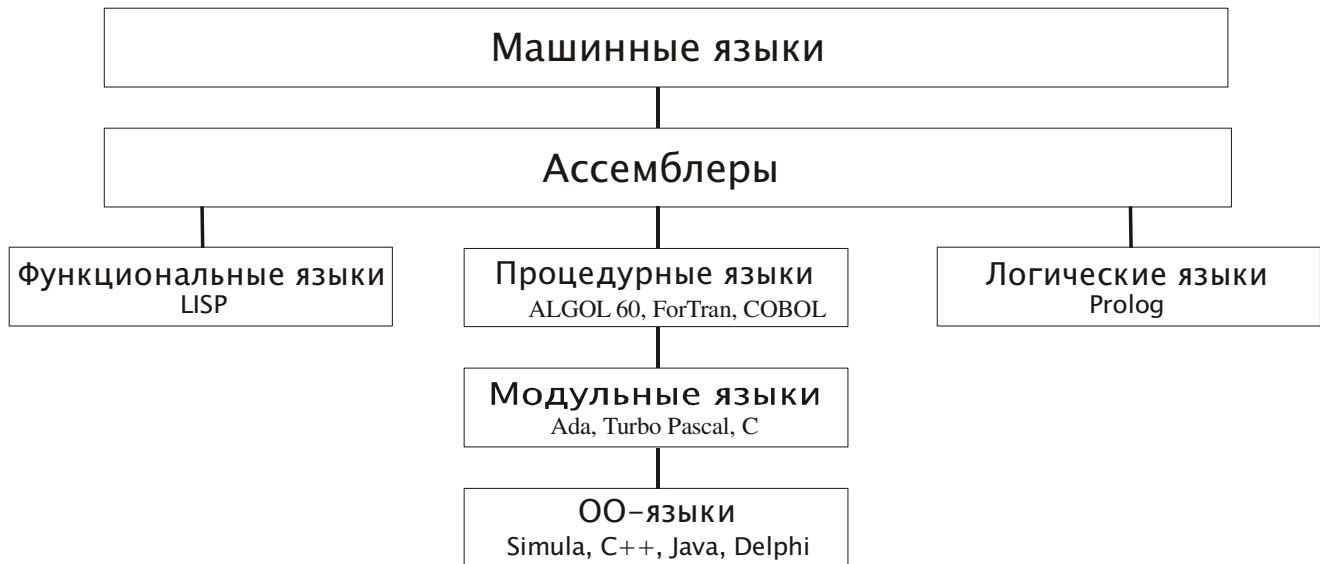 Машинные языки
Ассемблеры
Функциональные языки
LISP
Процедурные языки
ALGOL 60, ForTran, COBOL
Логические языки
Prolog
Модульные языки
Ada, Turbo Pascal, C
ОО-языки
Simula, C++, Java, Delphi